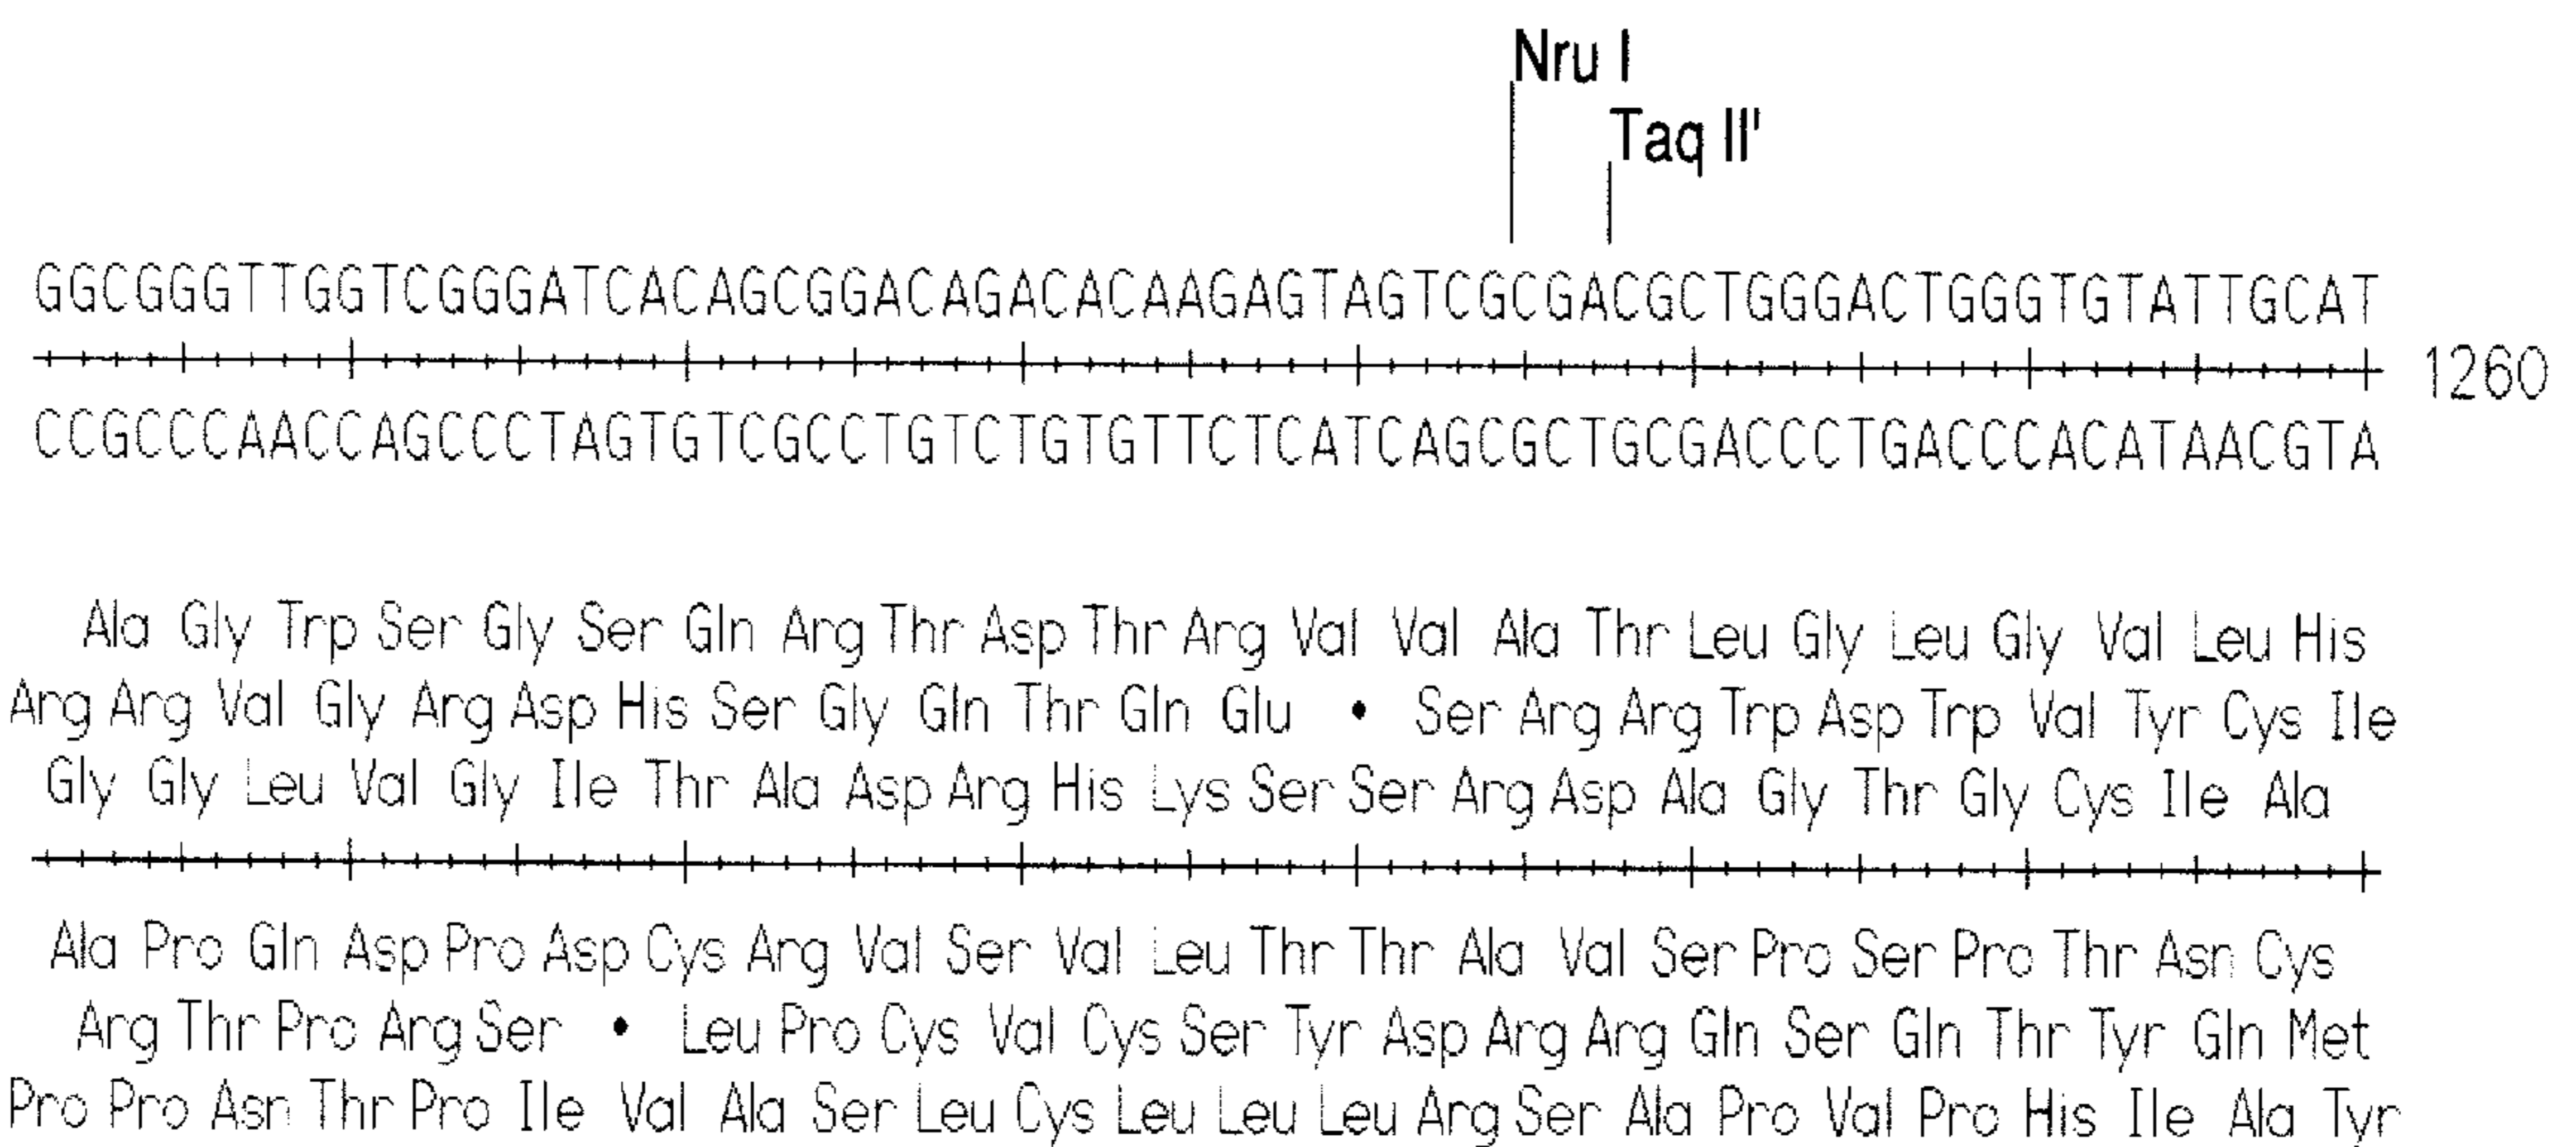 Nru I
Taq II'
GGCGGGTTGGTCGGGATCACAGCGGACAGACACAAGAGTAGTCGCGACGCTGGGACTGGGTGTATTGCAT
1260
CCGCCCAACCAGCCCTAGTGTCGCCTGTCTGTGTTCTCATCAGCGCTGCGACCCTGACCCACATAACGTA
Ala Gly Trp Ser Gly Ser Gln Arg Thr Asp Thr Arg Val Val Ala Thr Leu Gly Leu Gly Val Leu His
Arg Arg Val Gly Arg Asp His Ser Gly Gln Thr Gln Glu • Ser Arg Arg Trp Asp Trp Val Tyr Cys Ile
Gly Gly Leu Val Gly Ile Thr Ala Asp Arg His Lys Ser Ser Arg Asp Ala Gly Thr Gly Cys Ile Ala
Ala Pro Gln Asp Pro Asp Cys Arg Val Ser Val Leu Thr Thr Ala Val Ser Pro Ser Pro Thr Asn Cys
Arg Thr Pro Arg Ser • Leu Pro Cys Val Cys Ser Tyr Asp Arg Arg Gln Ser Gln Thr Tyr Gln Met
Pro Pro Asn Thr Pro Ile Val Ala Ser Leu Cys Leu Leu Leu Arg Ser Ala Pro Val Pro His Ile Ala Tyr